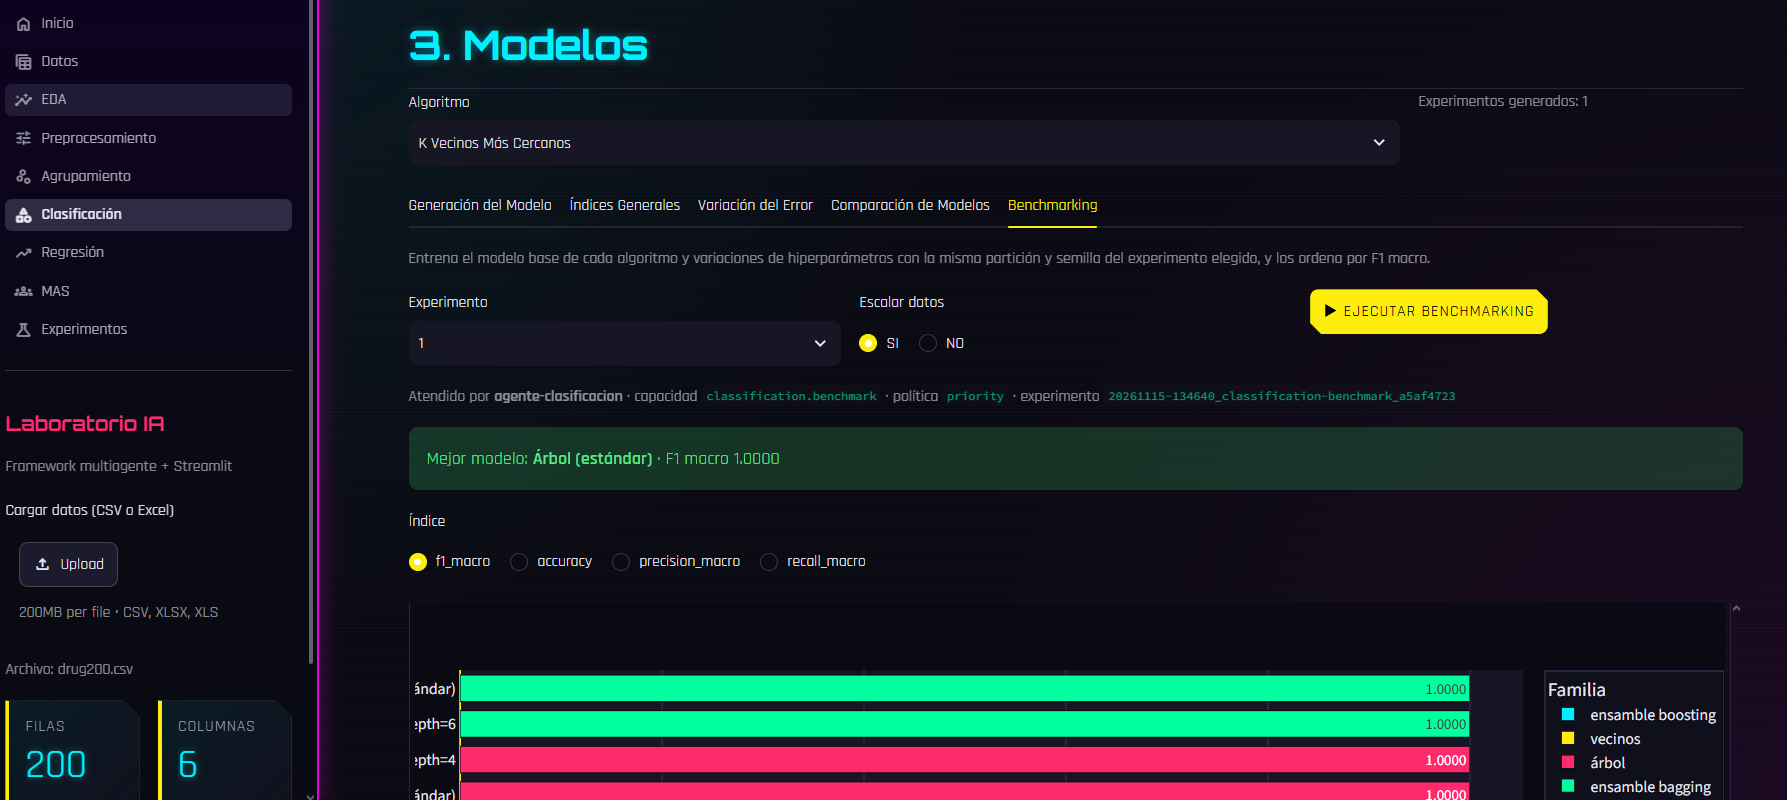 Inicio
Datos
EDA
Preprocesamiento
Agrupamiento
Clasificación
Regresión
MAS
Experimentos
Laboratorio IA
Framework multiagente + Streamlit
Cargar datos (CSV o Excel)
Upload
200MB per file • CSV, XLSX, XLS
Archivo: drug200.csv
FILAS
200
COLUMNAS
6
3. Modelos
Algoritmo
Experimentos generados: 1
K Vecinos Más Cercanos
Generación del Modelo Índices Generales Variación del Error Comparación de Modelos Benchmarking
Entrena el modelo base de cada algoritmo y variaciones de hiperparámetros con la misma partición y semilla del experimento elegido, y los ordena por F1 macro.
Experimento
1
Escalar datos
SI NO
EJECUTAR BENCHMARKING
Atendido por agente-clasificacion · capacidad classification.benchmark · política priority · experimento 20261115-134640_classification-benchmark_a5af4723
Mejor modelo: Árbol (estándar) · F1 macro 1.0000
Índice
f1_macro accuracy precision_macro recall_macro
ándar) 1.0000
epth=6 1.0000
epth=4 1.0000
ándar) 1.0000
Familia
ensamble boosting
vecinos
árbol
ensamble bagging